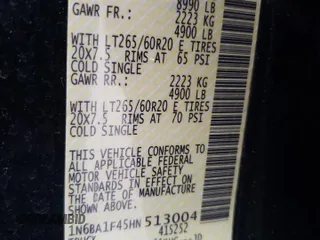 8990 LB
GAWR FR.: 2223 KG
4900 LB
WITH LT265/60R20 E TIRES
20X7.5 RIMS AT 65 PSI
COLD SINGLE
GAWR RR.: 2223 KG
4900 LB
WITH LT265/60R20 E TIRES
20X7.5 RIMS AT 70 PSI
COLD SINGLE
THIS VEHICLE CONFORMS TO
ALL APPLICABLE FEDERAL
MOTOR VEHICLE SAFETY
STANDARDS IN EFFECT ON
THE DATE OF MANUFACTURE
SHOWN ABOVE.
1N6BA1F45HN513004
415252
TRUCK